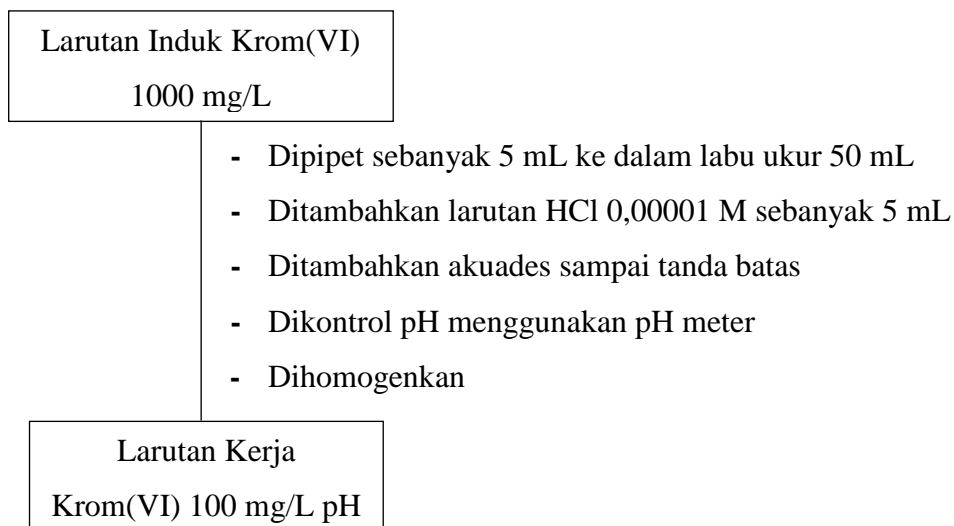 Larutan Induk Krom(VI)
1000 mg/L
- Dipipet sebanyak 5 mL ke dalam labu ukur 50 mL
- Ditambahkan larutan HCl 0,00001 M sebanyak 5 mL
- Ditambahkan akuades sampai tanda batas
- Dikontrol pH menggunakan pH meter
- Dihomogenkan
Larutan Kerja
Krom(VI) 100 mg/L pH